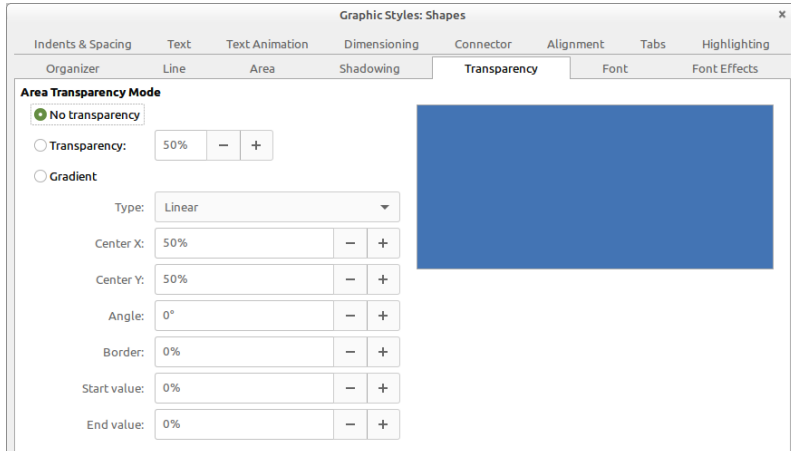 Graphic Styles: Shapes x
Indents & Spacing Text Text Animation Dimensioning Connector Alignment Tabs Highlighting
Organizer Line Area Shadowing Transparency Font Font Effects
Area Transparency Mode
No transparency
Transparency: 50% − +
Gradient
Type: Linear
Center X: 50% − +
Center Y: 50% − +
Angle: 0° − +
Border: 0% − +
Start value: 0% − +
End value: 0% − +